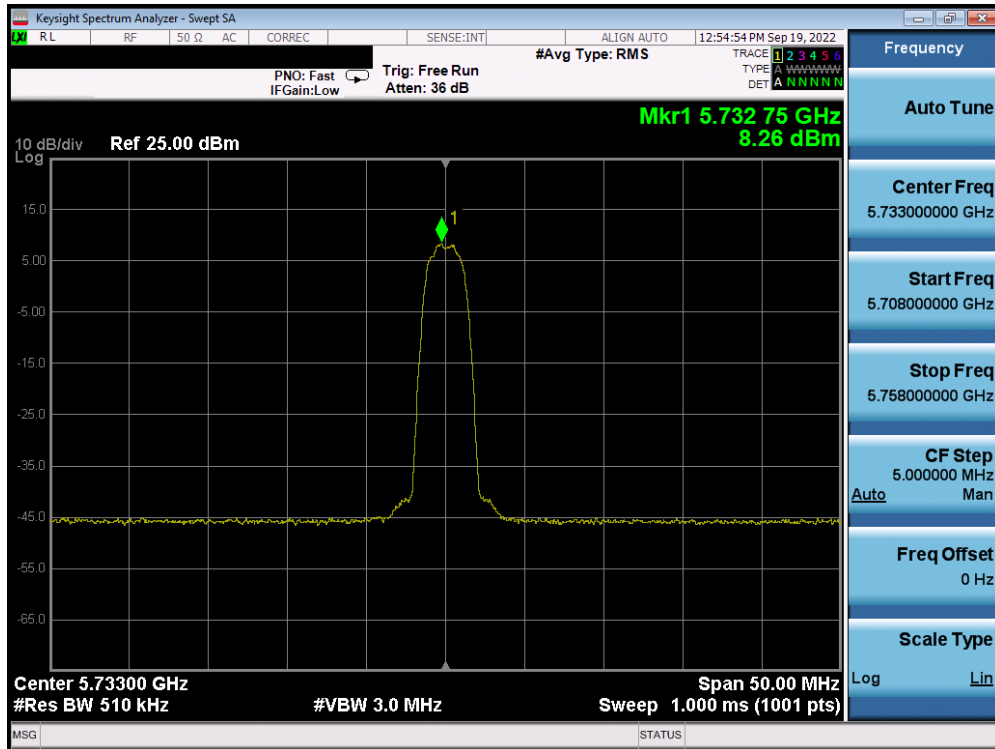 Keysight Spectrum Analyzer - Swept SA
LXI RL RF 50 Ω AC CORREC SENSE:INT ALIGN AUTO 12:54:54 PM Sep 19, 2022
#Avg Type: RMS TRACE 1 2 3 4 5 6
PNO: Fast Trig: Free Run TYPE A WWWWW
IFGain:Low Atten: 36 dB DET A N N N N N
Mkr1 5.732 75 GHz
8.26 dBm
10 dB/div Ref 25.00 dBm
Log
15.0
1
5.00
-5.00
-15.0
-25.0
-35.0
-45.0
-55.0
-65.0
Center 5.73300 GHz Span 50.00 MHz
#Res BW 510 kHz #VBW 3.0 MHz Sweep 1.000 ms (1001 pts)
MSG STATUS
Frequency
Auto Tune
Center Freq
5.733000000 GHz
Start Freq
5.708000000 GHz
Stop Freq
5.758000000 GHz
CF Step
5.000000 MHz
Auto Man
Freq Offset
0 Hz
Scale Type
Log Lin